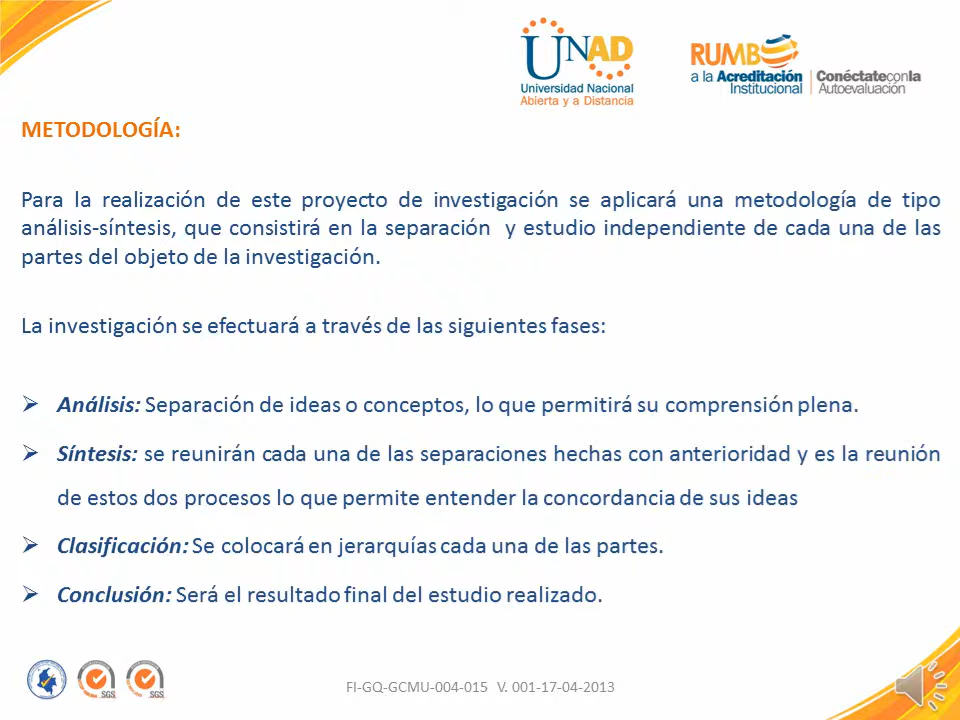 UNAD
Universidad Nacional
Abierta y a Distancia
RUMBO
a la Acreditación
Institucional
Conéctate con la
Autoevaluación
METODOLOGÍA:
Para la realización de este proyecto de investigación se aplicará una metodología de tipo
análisis-síntesis, que consistirá en la separación y estudio independiente de cada una de las
partes del objeto de la investigación.
La investigación se efectuará a través de las siguientes fases:
Análisis: Separación de ideas o conceptos, lo que permitirá su comprensión plena.
Síntesis: se reunirán cada una de las separaciones hechas con anterioridad y es la reunión
de estos dos procesos lo que permite entender la concordancia de sus ideas
Clasificación: Se colocará en jerarquías cada una de las partes.
Conclusión: Será el resultado final del estudio realizado.
SGS
SGS
FI-GQ-GCMU-004-015 V. 001-17-04-2013